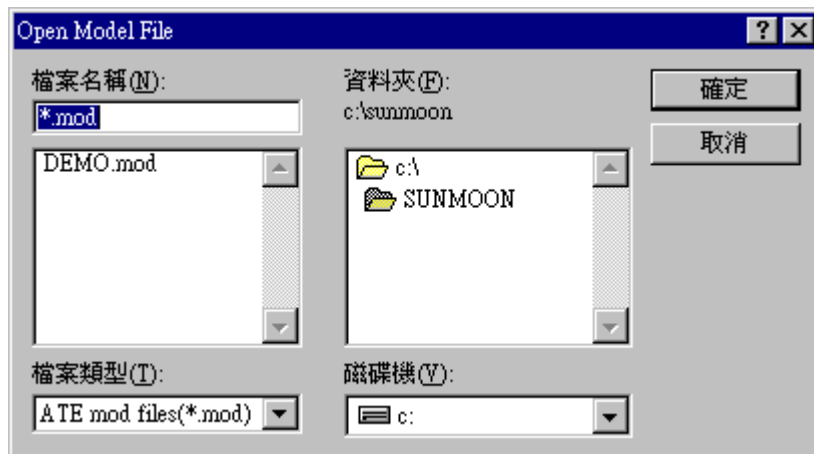 Open Model File
檔案名稱(N):
*.mod
DEMO.mod
檔案類型(T):
ATE mod files(*.mod)
資料夾(F):
c:\sunmoon
c:\
SUNMOON
磁碟機(V):
c:
確定
取消